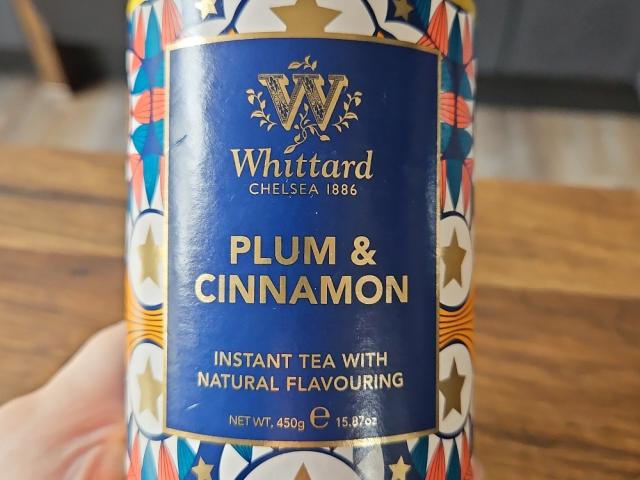 W
Whittard
CHELSEA 1886
PLUM &
CINNAMON
INSTANT TEA WITH
NATURAL FLAVOURING
NET WT. 450g ℮ 15.87oz